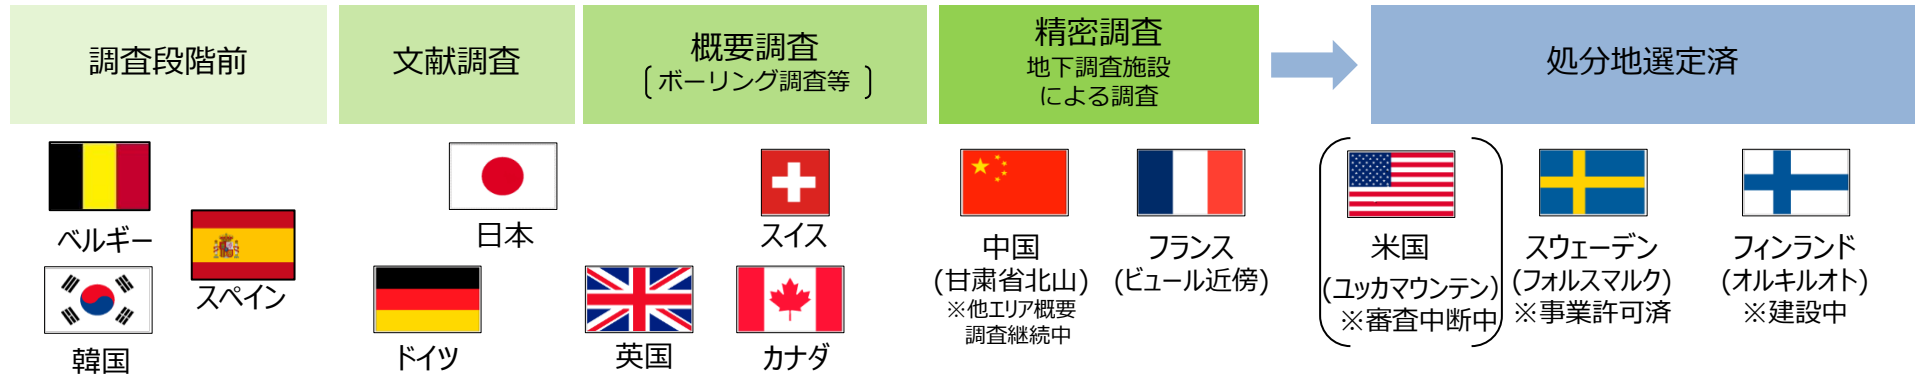 調査段階前
文献調査
概要調査
〔ボーリング調査等〕
精密調査
地下調査施設
による調査
処分地選定済
ベルギー
スペイン
韓国
日本
ドイツ
スイス
英国
カナダ
中国
(甘粛省北山)
※他エリア概要
調査継続中
フランス
(ビュール近傍)
米国
(ユッカマウンテン)
※審査中断中
スウェーデン
(フォルスマルク)
※事業許可済
フィンランド
(オルキルオト)
※建設中